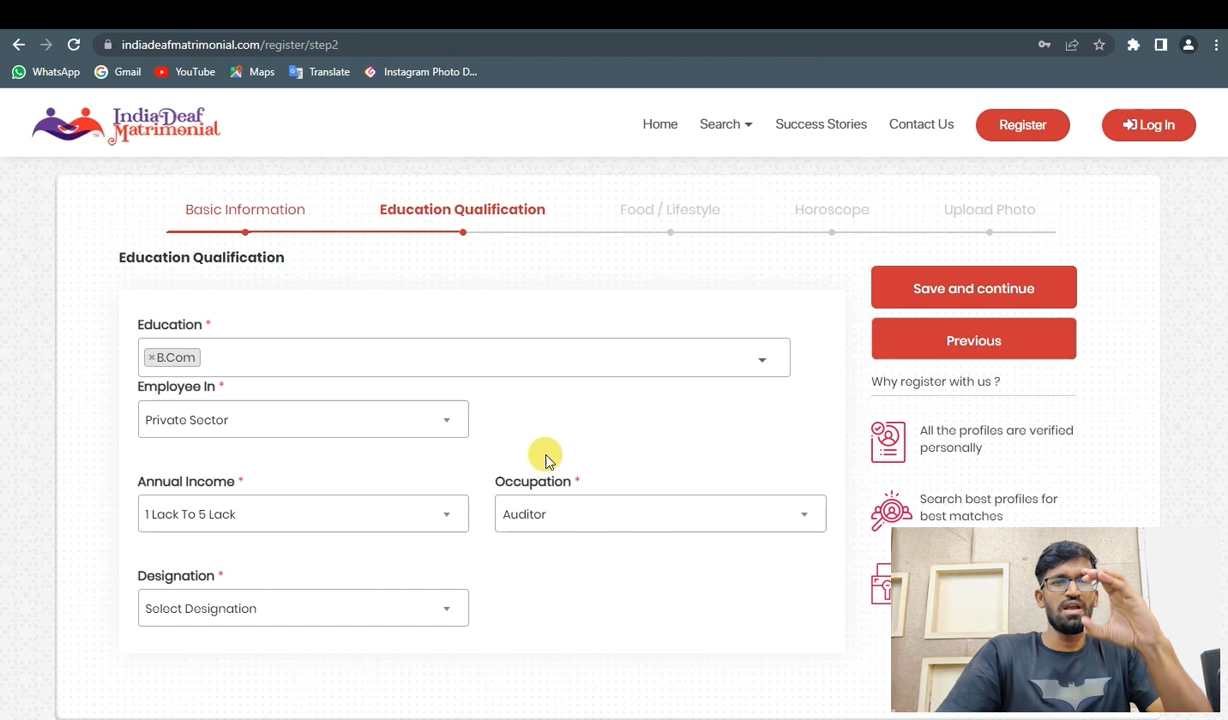 indiadeafmatrimonial.com/register/step2
WhatsApp Gmail YouTube Maps Translate Instagram Photo D...
India Deaf
Matrimonial
Home Search Success Stories Contact Us Register Log In
Basic Information Education Qualification Food / Lifestyle Horoscope Upload Photo
Education Qualification
Save and continue
Education *
×B.Com
Previous
Employee In *
Why register with us ?
Private Sector
All the profiles are verified
personally
Annual Income * Occupation *
1 Lack To 5 Lack Auditor
Search best profiles for
best matches
Designation *
Select Designation